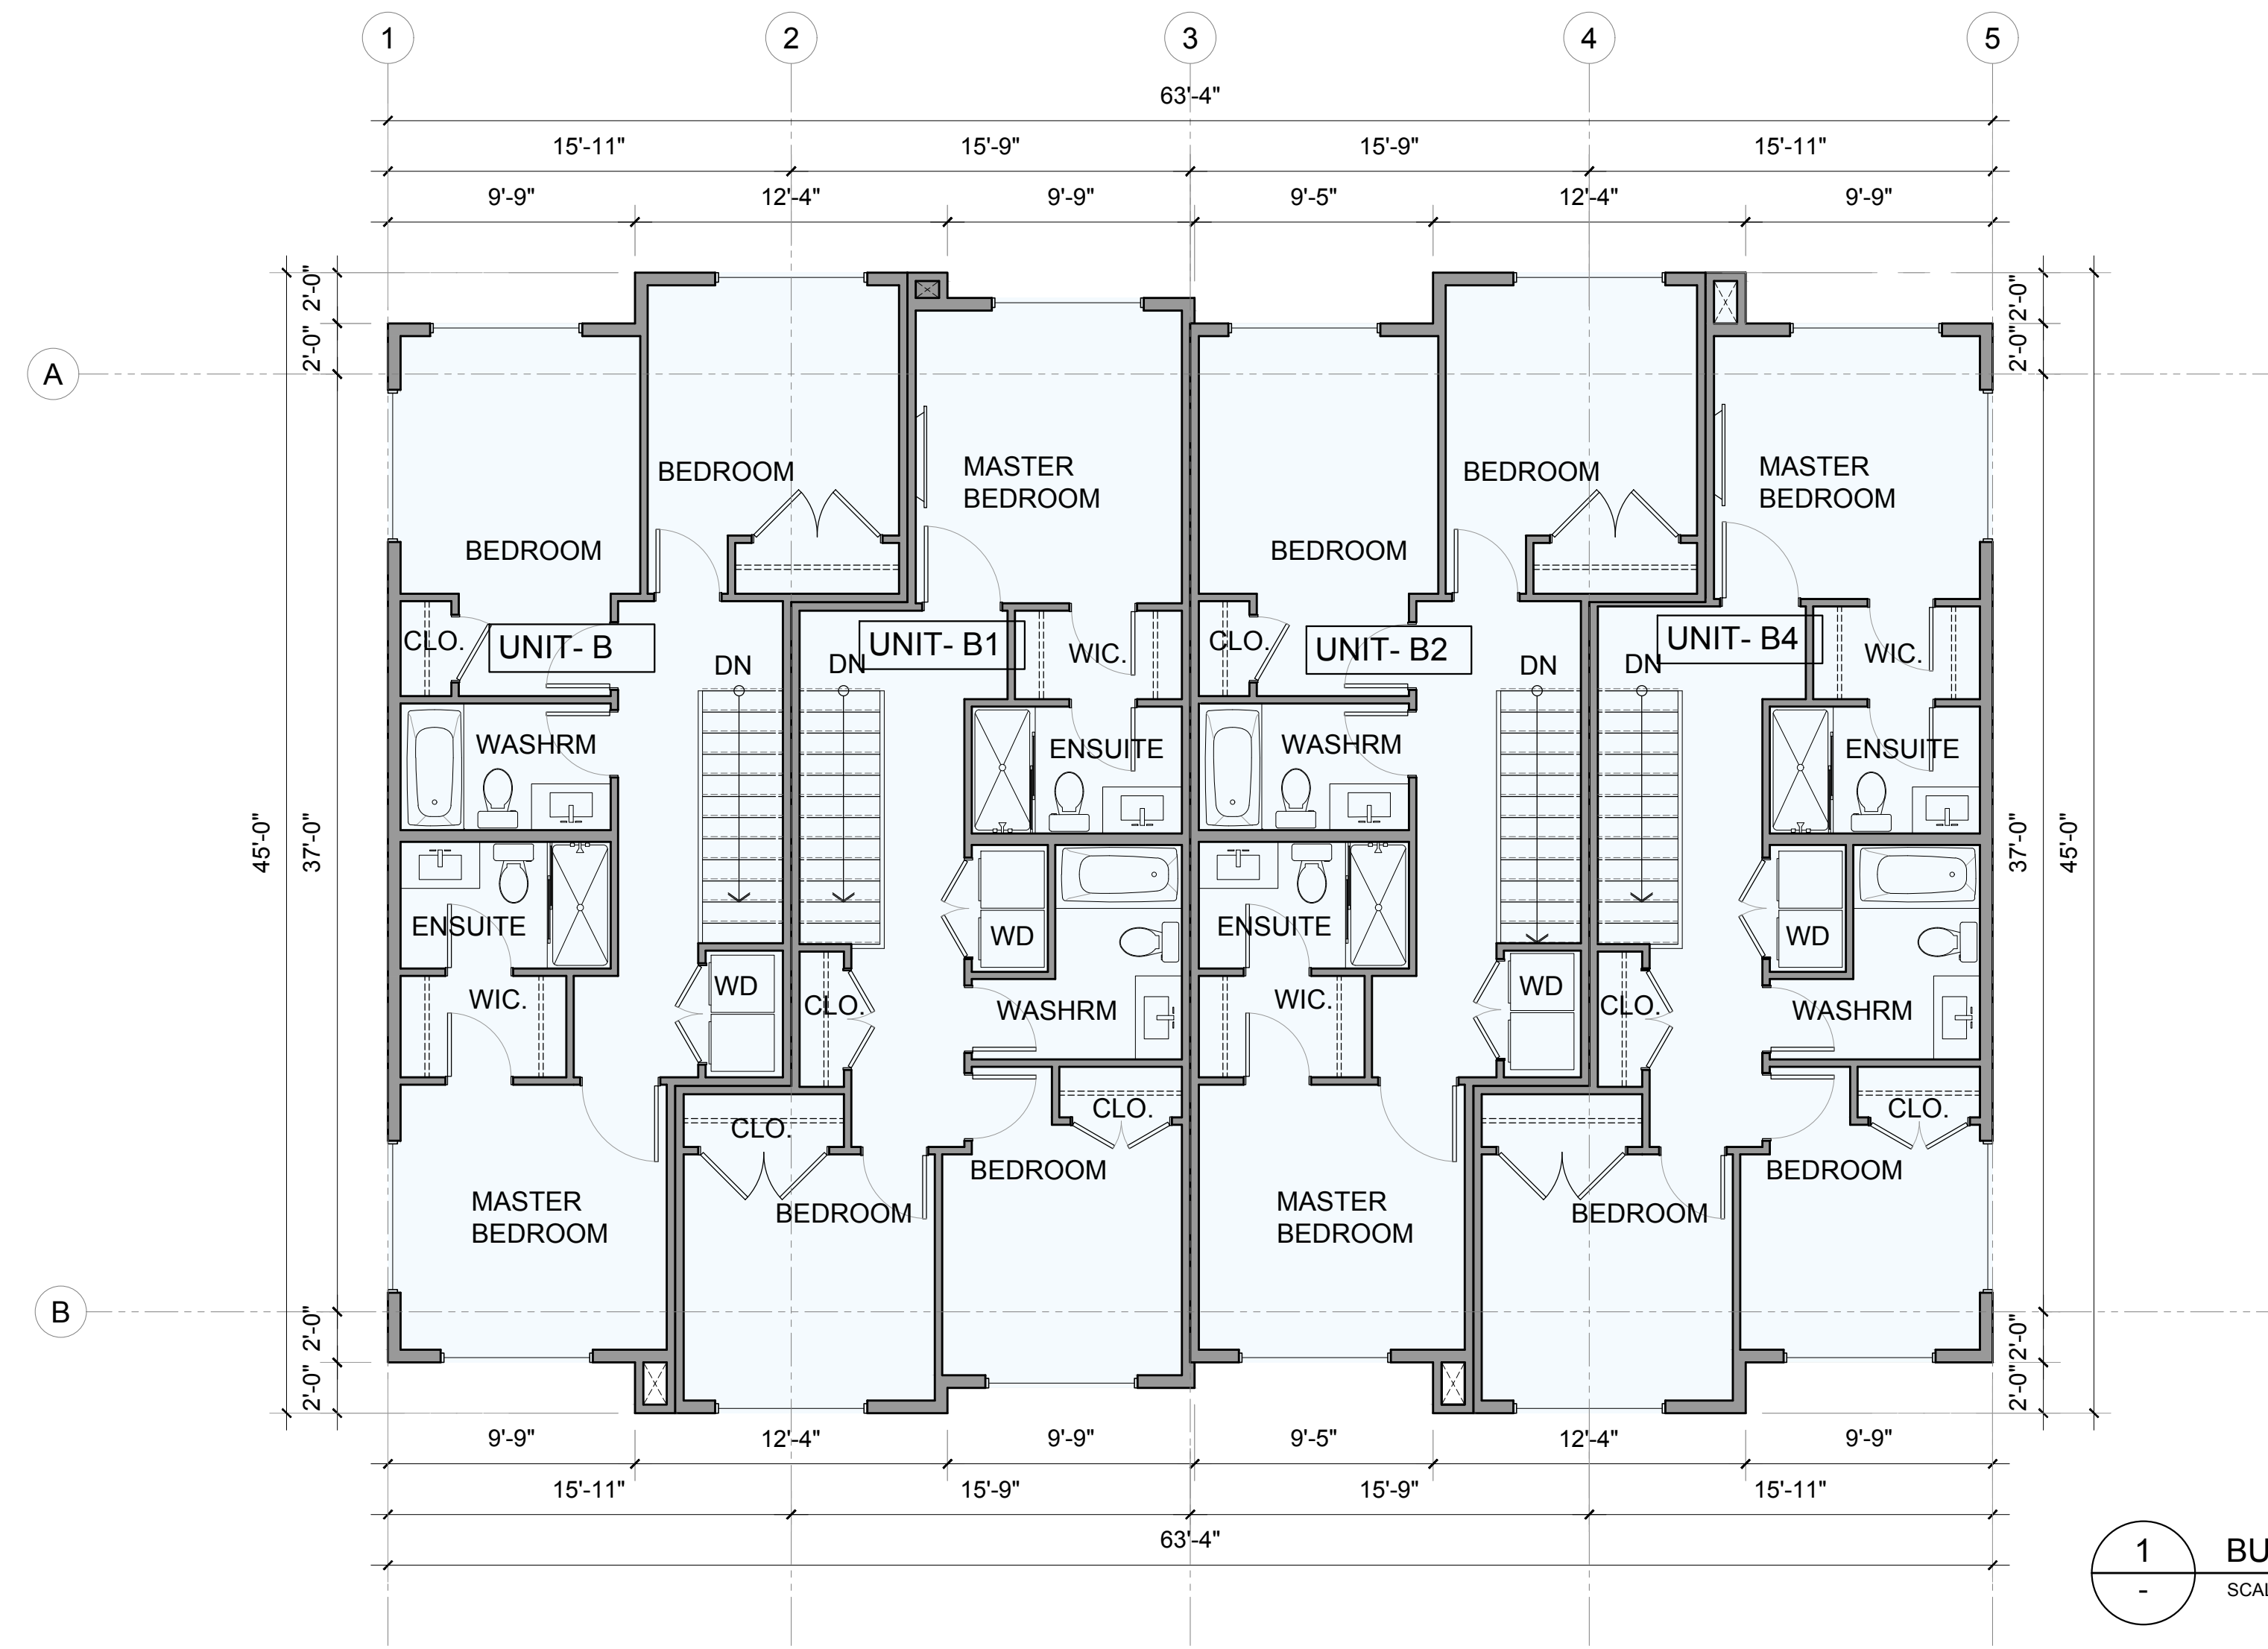 1 2 3 4 5
63'-4"
15'-11" 15'-9" 15'-9" 15'-11"
9'-9" 12'-4" 9'-9" 9'-5" 12'-4" 9'-9"
2'-0" 2'-0"
2'-0" 2'-0"
A
BEDROOM MASTER BEDROOM MASTER
BEDROOM BEDROOM
BEDROOM BEDROOM
CLO. UNIT- B UNIT- B1 WIC. CLO. UNIT- B2 UNIT- B4 WIC.
DN DN DN DN
WASHRM ENSUITE WASHRM ENSUITE
45'-0" 37'-0" 37'-0" 45'-0"
ENSUITE WD ENSUITE WD
WIC. WD CLO. WASHRM WIC. WD CLO. WASHRM
CLO. CLO. CLO.
BEDROOM BEDROOM
MASTER BEDROOM MASTER BEDROOM
BEDROOM BEDROOM
B
2'-0" 2'-0"
2'-0" 2'-0"
9'-9" 12'-4" 9'-9" 9'-5" 12'-4" 9'-9"
15'-11" 15'-9" 15'-9" 15'-11"
63'-4"
1 BU
- SCAL